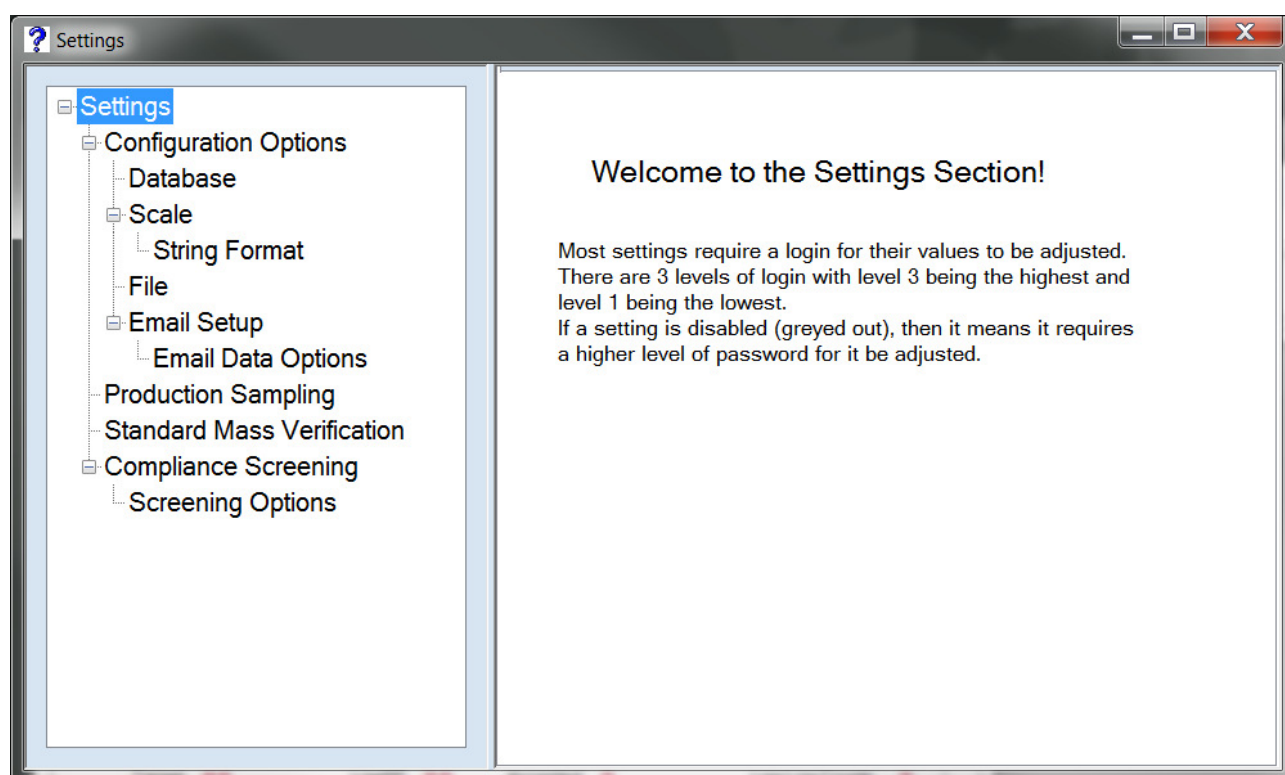 Settings
Settings
Configuration Options
Database
Scale
String Format
File
Email Setup
Email Data Options
Production Sampling
Standard Mass Verification
Compliance Screening
Screening Options
Welcome to the Settings Section!
Most settings require a login for their values to be adjusted.
There are 3 levels of login with level 3 being the highest and
level 1 being the lowest.
If a setting is disabled (greyed out), then it means it requires
a higher level of password for it be adjusted.